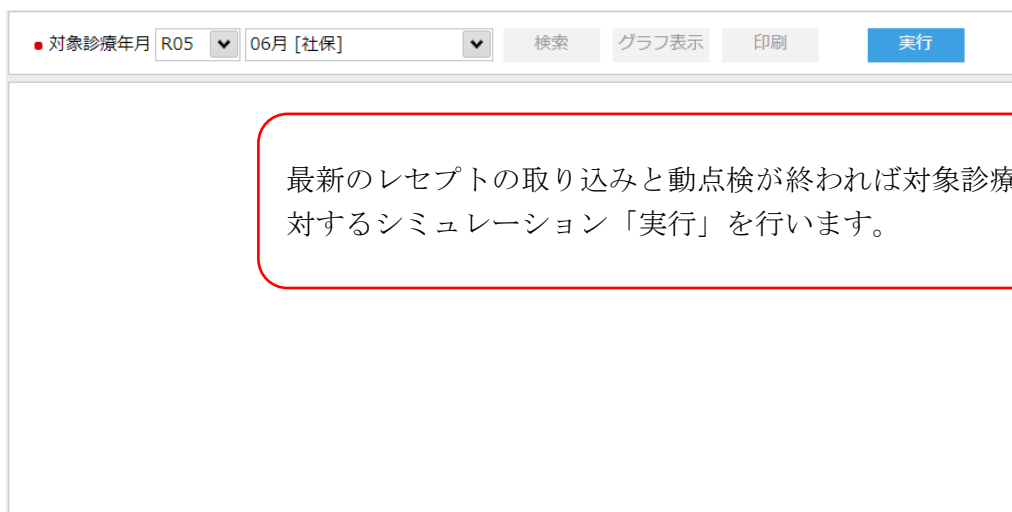 対象診療年月 R05 06月 [社保] 検索 グラフ表示 印刷 実行
最新のレセプトの取り込みと動点検が終われば対象診療
対するシミュレーション「実行」を行います。